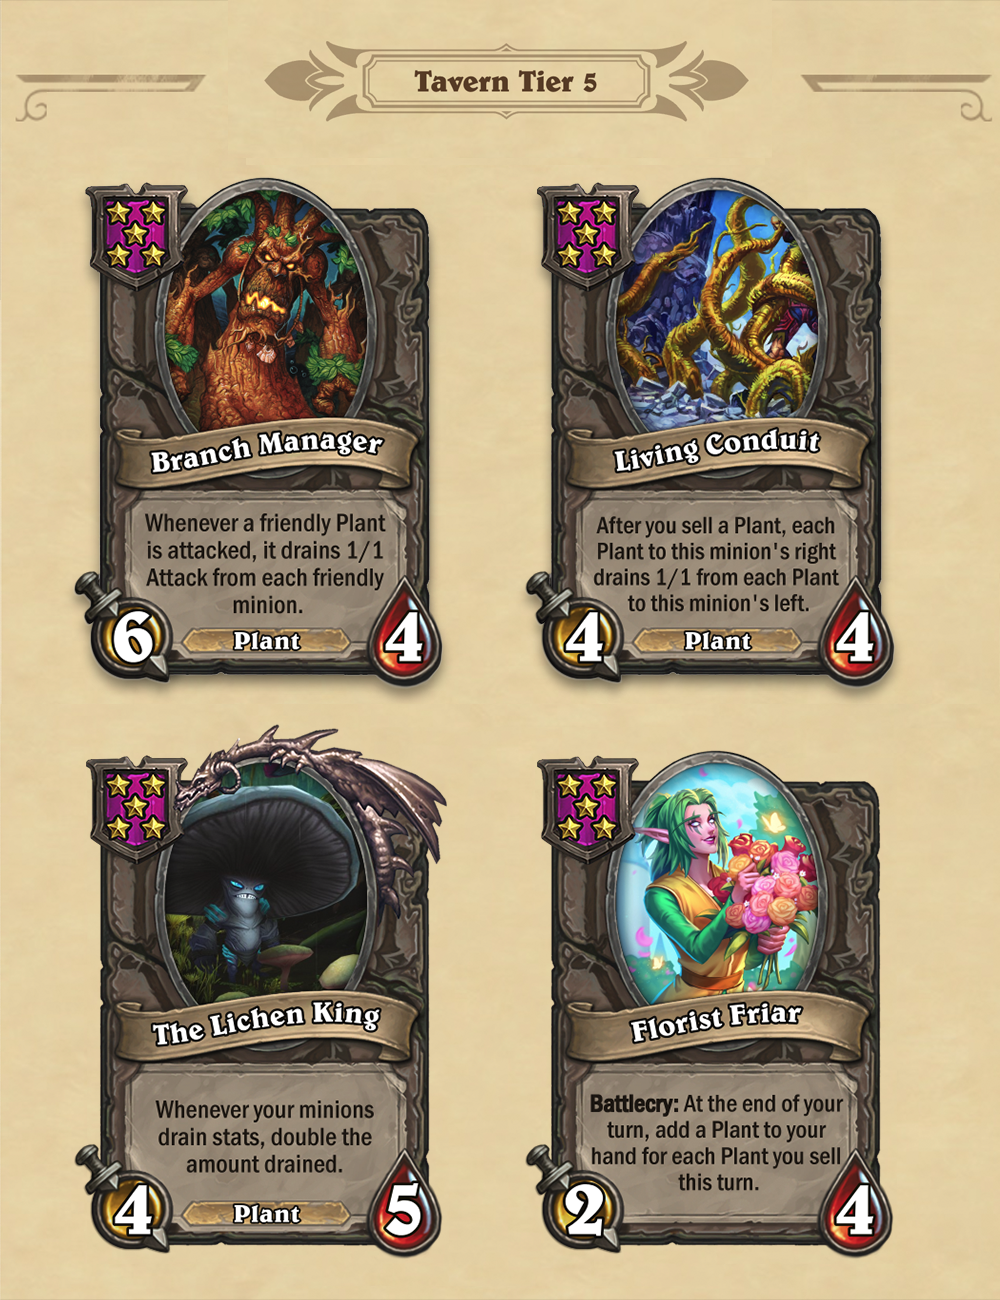 Tavern Tier 5
Branch Manager
Whenever a friendly Plant
is attacked, it drains 1/1
Attack from each friendly
minion.
6
Plant
4
Living Conduit
After you sell a Plant, each
Plant to this minion's right
drains 1/1 from each Plant
to this minion's left.
4
Plant
4
The Lichen King
Whenever your minions
drain stats, double the
amount drained.
4
Plant
5
Florist Friar
Battlecry: At the end of your
turn, add a Plant to your
hand for each Plant you sell
this turn.
2
4